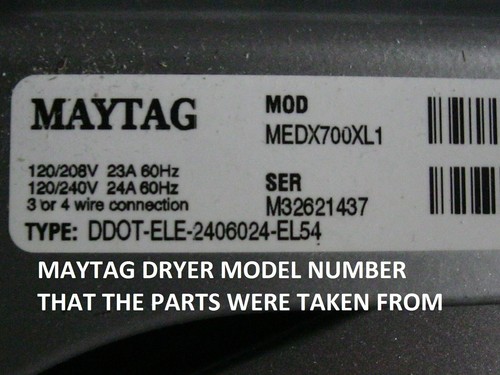 MAYTAG
MOD
MEDX700XL1
120/208V 23A 60Hz
120/240V 24A 60Hz
3 or 4 wire connection
SER
M32621437
TYPE: DDOT-ELE-2406024-EL54
MAYTAG DRYER MODEL NUMBER
THAT THE PARTS WERE TAKEN FROM